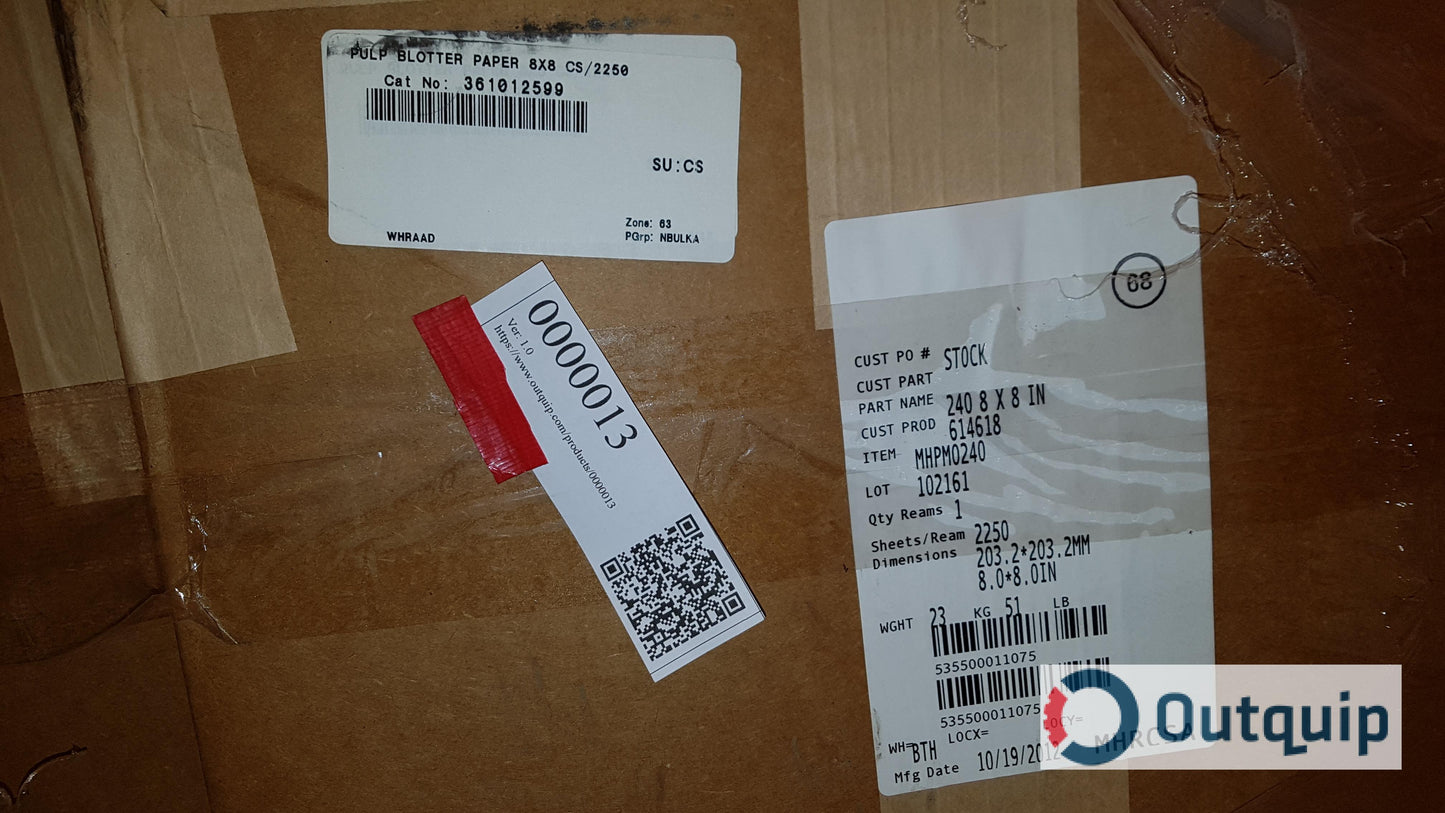 PULP BLOTTER PAPER 8X8 CS/2250
Cat No: 361012599
SU:CS
Zone: 63
WHRAAD
PGrp: NBULKA
0000013
Ver: 1.0
https://www.outquip.com/products/0000013
68
CUST PO # STOCK
CUST PART
PART NAME 240 8 X 8 IN
CUST PROD 614618
ITEM MHPM0240
LOT 102161
Qty Reams 1
Sheets/Ream 2250
Dimensions 203.2*203.2MM
8.0*8.0IN
WGHT 23 KG 51 LB
535500011075
535500011075
LOCX= LOCY=
WH= BTH MHRCSA
Mfg Date 10/19/2012
Outquip